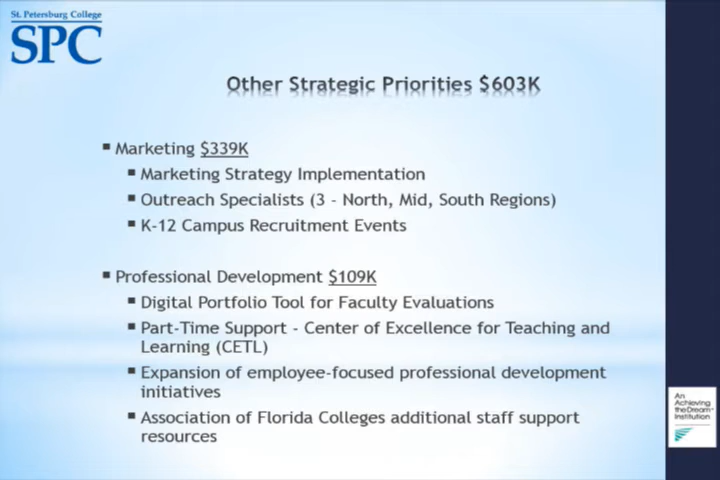 St. Petersburg College
SPC
Other Strategic Priorities $603K
▪ Marketing $339K
▪ Marketing Strategy Implementation
▪ Outreach Specialists (3 - North, Mid, South Regions)
▪ K-12 Campus Recruitment Events
▪ Professional Development $109K
▪ Digital Portfolio Tool for Faculty Evaluations
▪ Part-Time Support - Center of Excellence for Teaching and
Learning (CETL)
▪ Expansion of employee-focused professional development
initiatives
▪ Association of Florida Colleges additional staff support
resources
An
Achieving
the Dream
Institution